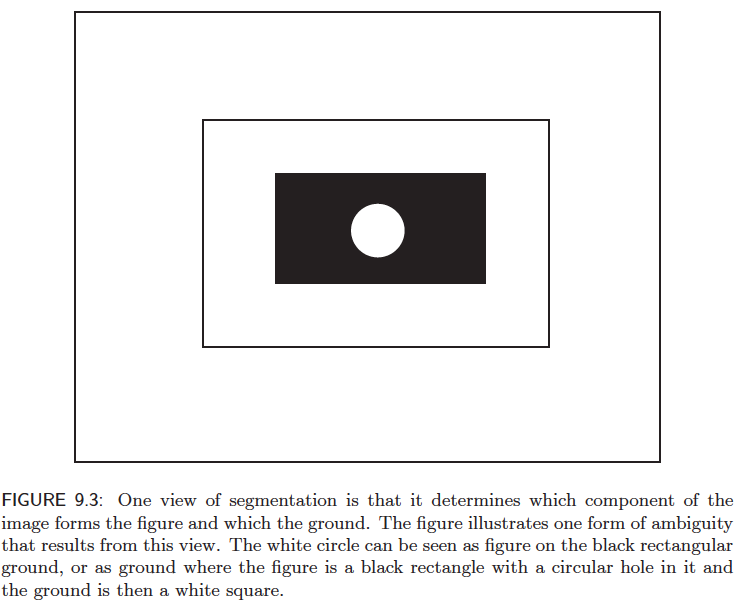 FIGURE 9.3: One view of segmentation is that it determines which component of the
image forms the figure and which the ground. The figure illustrates one form of ambiguity
that results from this view. The white circle can be seen as figure on the black rectangular
ground, or as ground where the figure is a black rectangle with a circular hole in it and
the ground is then a white square.